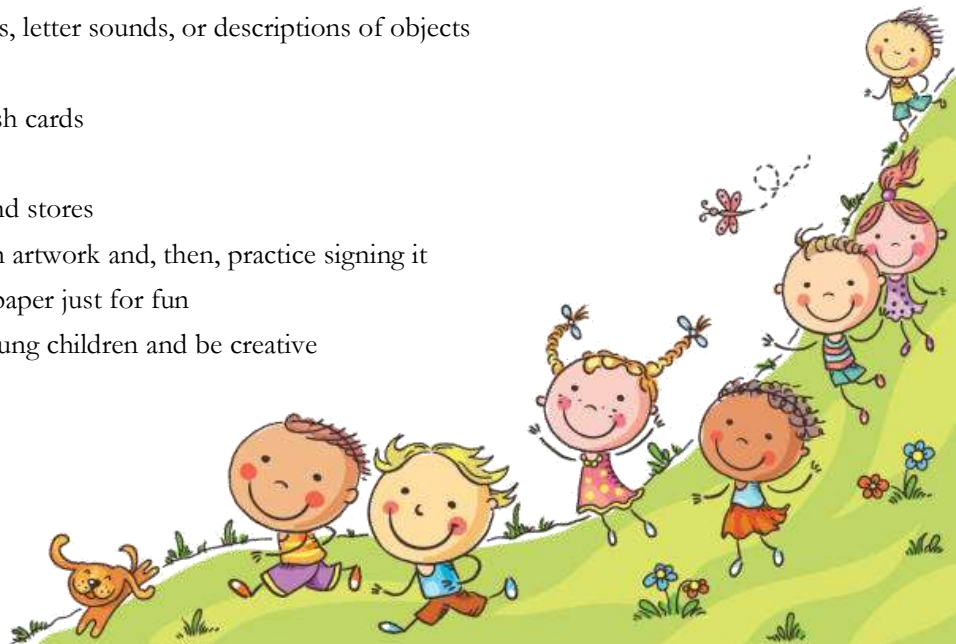 s, letter sounds, or descriptions of objects
sh cards
nd stores
n artwork and, then, practice signing it
paper just for fun
ung children and be creative